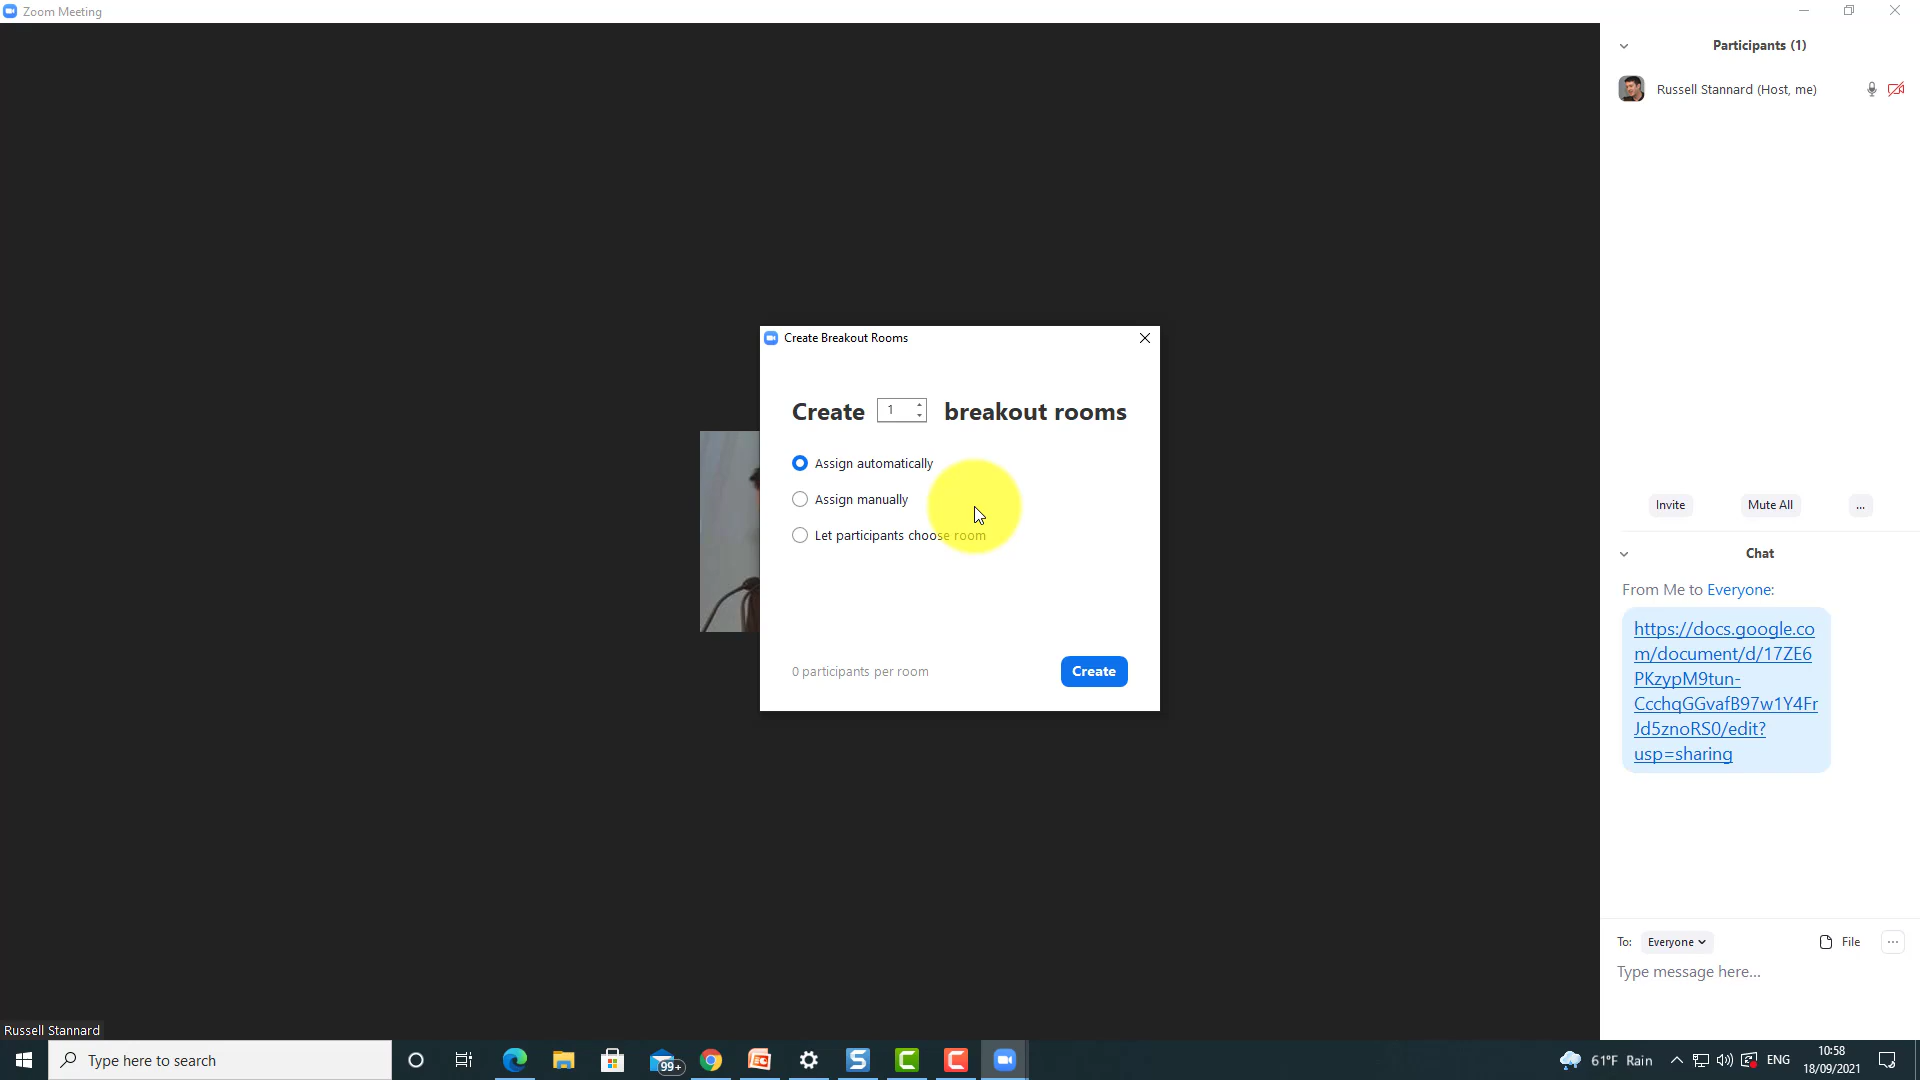 Zoom Meeting
Participants (1)
Russell Stannard (Host, me)
Create Breakout Rooms
Create 1 breakout rooms
Assign automatically
Assign manually
Let participants choose room
0 participants per room
Create
Invite
Mute All
...
Chat
From Me to Everyone:
https://docs.google.co
m/document/d/17ZE6
PKzypM9tun-
CcchqGGvafB97w1Y4Fr
Jd5znoRS0/edit?
usp=sharing
To: Everyone
File
...
Type message here...
Russell Stannard
Type here to search
99+
61°F Rain
ENG
10:58
18/09/2021